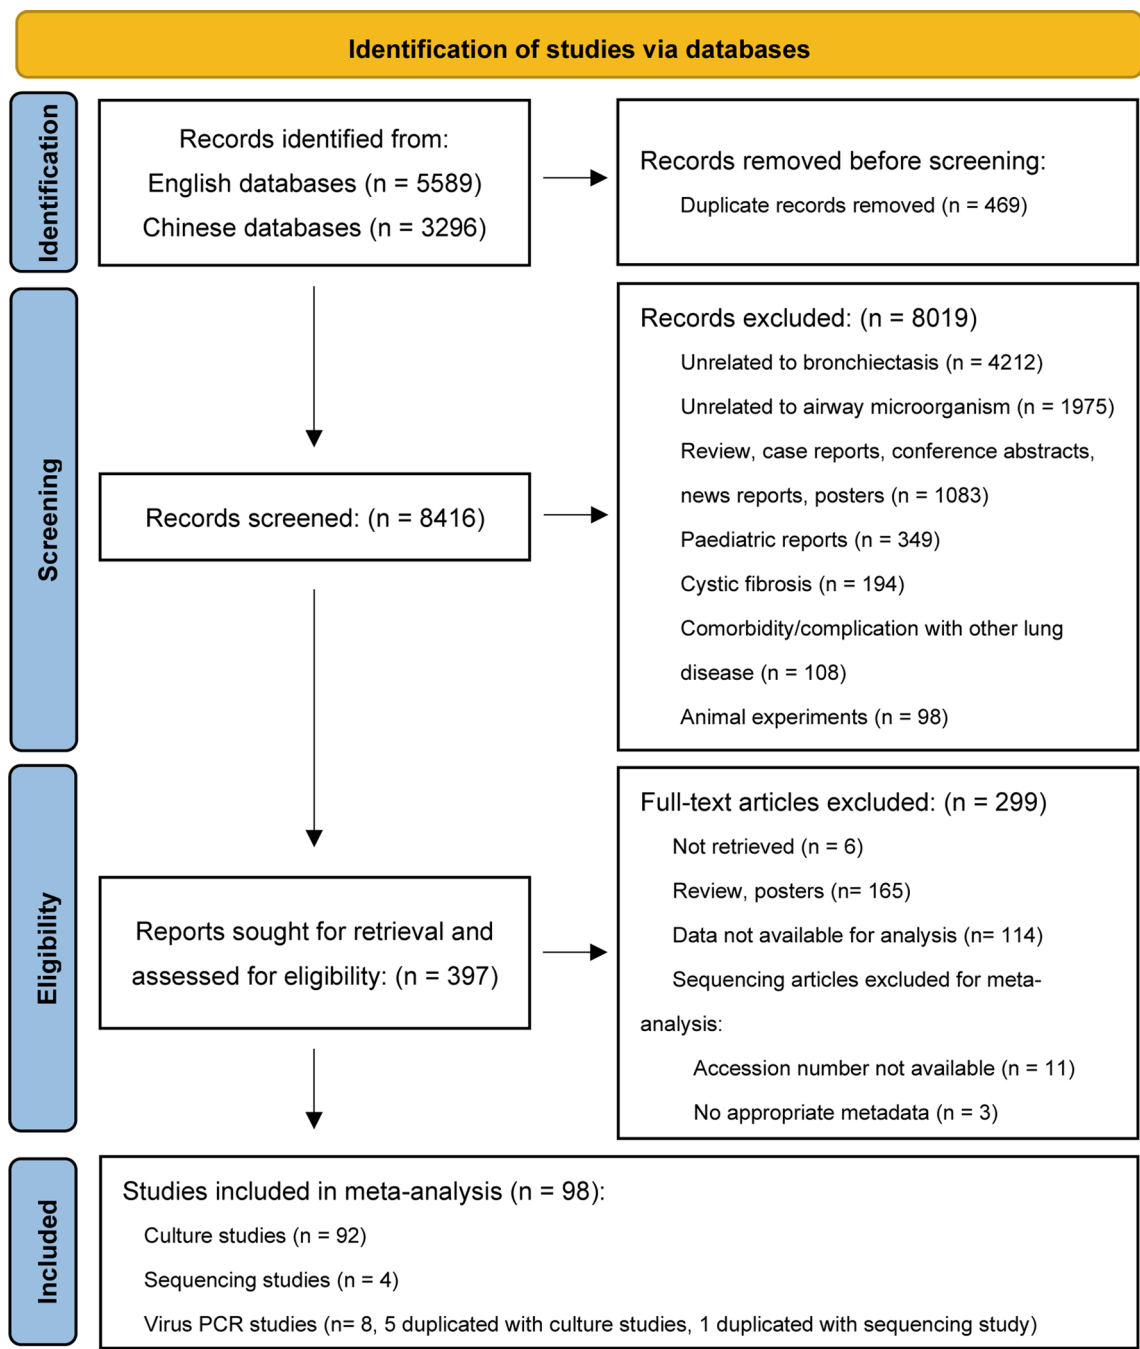 Identification of studies via databases
Identification
Records identified from:
English databases (n = 5589)
Chinese databases (n = 3296)
Records removed before screening:
Duplicate records removed (n = 469)
Screening
Records screened: (n = 8416)
Records excluded: (n = 8019)
Unrelated to bronchiectasis (n = 4212)
Unrelated to airway microorganism (n = 1975)
Review, case reports, conference abstracts,
news reports, posters (n = 1083)
Paediatric reports (n = 349)
Cystic fibrosis (n = 194)
Comorbidity/complication with other lung
disease (n = 108)
Animal experiments (n = 98)
Eligibility
Reports sought for retrieval and
assessed for eligibility: (n = 397)
Full-text articles excluded: (n = 299)
Not retrieved (n = 6)
Review, posters (n= 165)
Data not available for analysis (n= 114)
Sequencing articles excluded for meta-
analysis:
Accession number not available (n = 11)
No appropriate metadata (n = 3)
Included
Studies included in meta-analysis (n = 98):
Culture studies (n = 92)
Sequencing studies (n = 4)
Virus PCR studies (n= 8, 5 duplicated with culture studies, 1 duplicated with sequencing study)